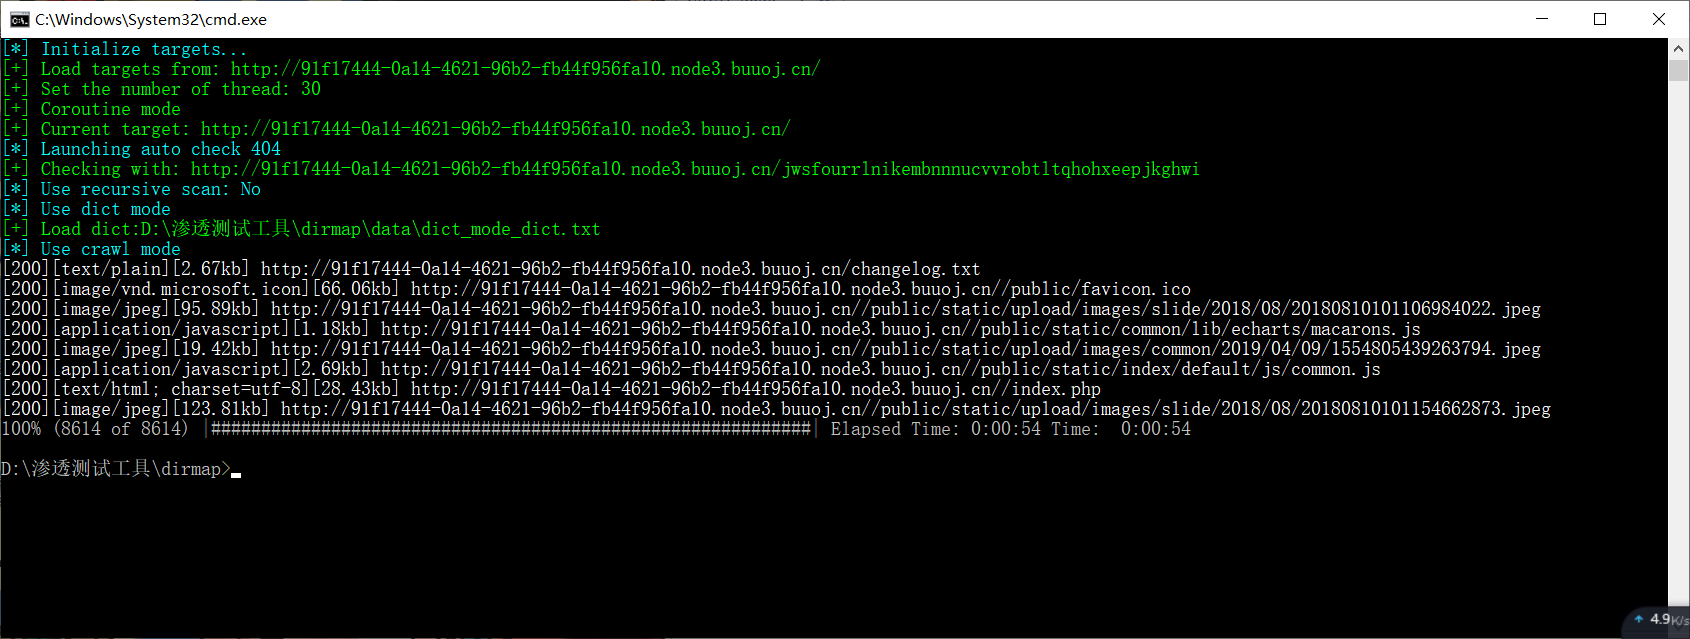 C:\Windows\System32\cmd.exe
[*] Initialize targets...
[+] Load targets from: http://91f17444-0a14-4621-96b2-fb44f956fa10.node3.buuoj.cn/
[+] Set the number of thread: 30
[+] Coroutine mode
[+] Current target: http://91f17444-0a14-4621-96b2-fb44f956fa10.node3.buuoj.cn/
[*] Launching auto check 404
[+] Checking with: http://91f17444-0a14-4621-96b2-fb44f956fa10.node3.buuoj.cn/jwsfourrlnikembnnnucvvrobtltqhohxeepjkghwi
[*] Use recursive scan: No
[*] Use dict mode
[+] Load dict:D:\渗透测试工具\dirmap\data\dict_mode_dict.txt
[*] Use crawl mode
[200][text/plain][2.67kb] http://91f17444-0a14-4621-96b2-fb44f956fa10.node3.buuoj.cn/changelog.txt
[200][image/vnd.microsoft.icon][66.06kb] http://91f17444-0a14-4621-96b2-fb44f956fa10.node3.buuoj.cn//public/favicon.ico
[200][image/jpeg][95.89kb] http://91f17444-0a14-4621-96b2-fb44f956fa10.node3.buuoj.cn//public/static/upload/images/slide/2018/08/20180810101106984022.jpeg
[200][application/javascript][1.18kb] http://91f17444-0a14-4621-96b2-fb44f956fa10.node3.buuoj.cn//public/static/common/lib/echarts/macarons.js
[200][image/jpeg][19.42kb] http://91f17444-0a14-4621-96b2-fb44f956fa10.node3.buuoj.cn//public/static/upload/images/common/2019/04/09/1554805439263794.jpeg
[200][application/javascript][2.69kb] http://91f17444-0a14-4621-96b2-fb44f956fa10.node3.buuoj.cn//public/static/index/default/js/common.js
[200][text/html; charset=utf-8][28.43kb] http://91f17444-0a14-4621-96b2-fb44f956fa10.node3.buuoj.cn//index.php
[200][image/jpeg][123.81kb] http://91f17444-0a14-4621-96b2-fb44f956fa10.node3.buuoj.cn//public/static/upload/images/slide/2018/08/20180810101154662873.jpeg
100% (8614 of 8614) |############################################################| Elapsed Time: 0:00:54 Time:  0:00:54
D:\渗透测试工具\dirmap>
4.9K/s